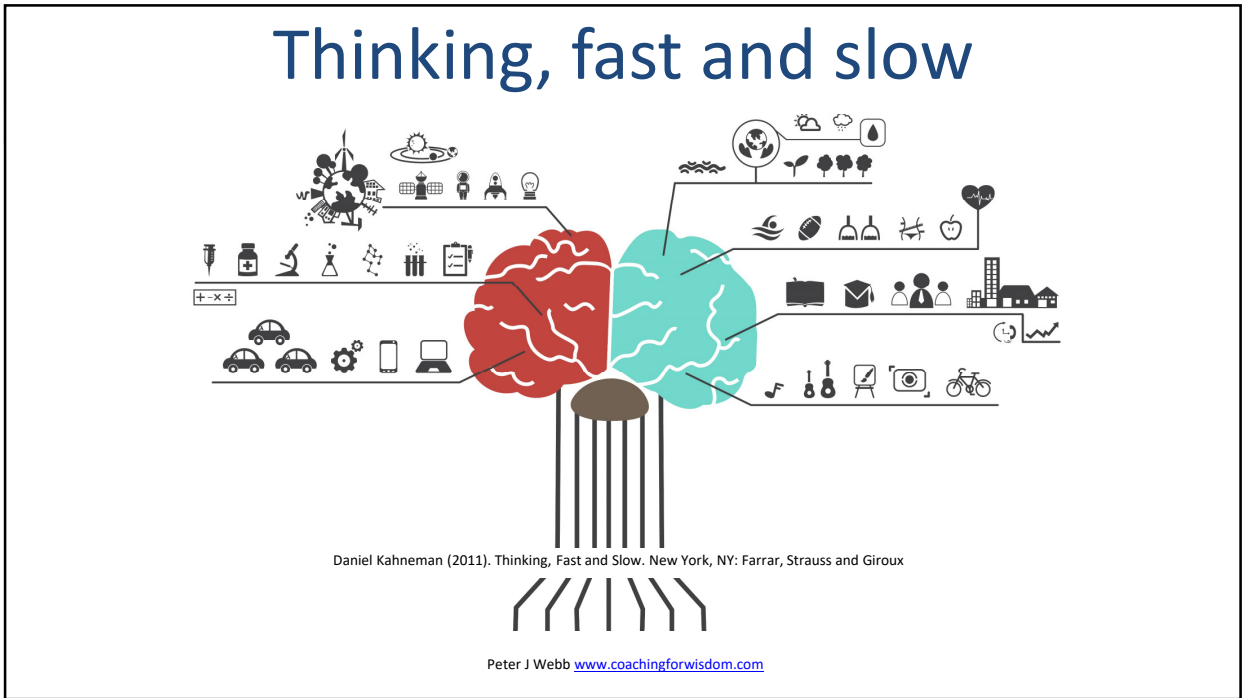 Thinking, fast and slow
+ - × ÷
Daniel Kahneman (2011). Thinking, Fast and Slow. New York, NY: Farrar, Strauss and Giroux
Peter J Webb www.coachingforwisdom.com